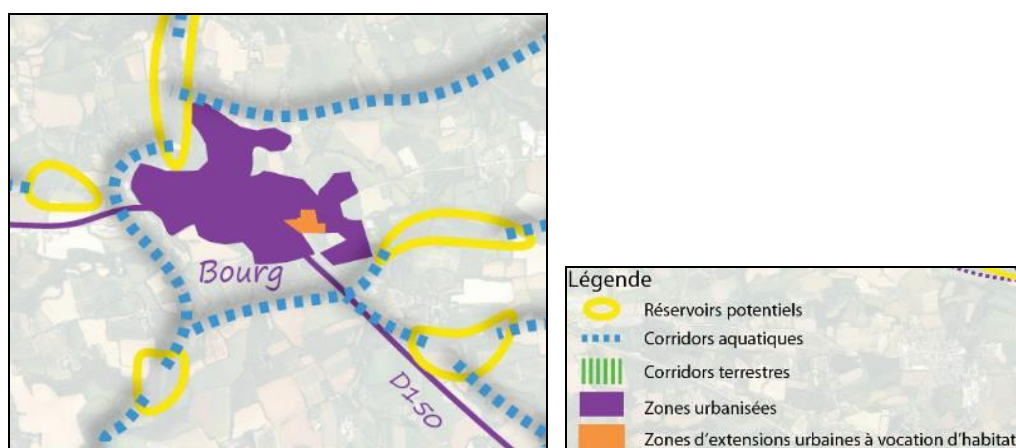 Bourg
D150
Légende
Réservoirs potentiels
Corridors aquatiques
Corridors terrestres
Zones urbanisées
Zones d'extensions urbaines à vocation d'habitat